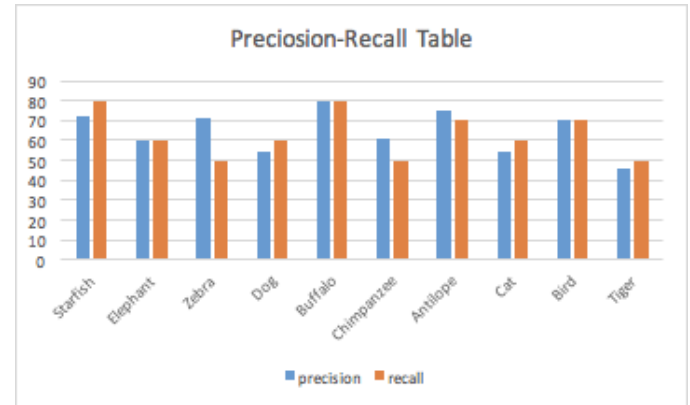 Preciosion-Recall Table
90
80
70
60
50
40
30
20
10
0
Starfish
Elephant
Zebra
Dog
Buffalo
Chimpanzee
Antilope
Cat
Bird
Tiger
precision recall